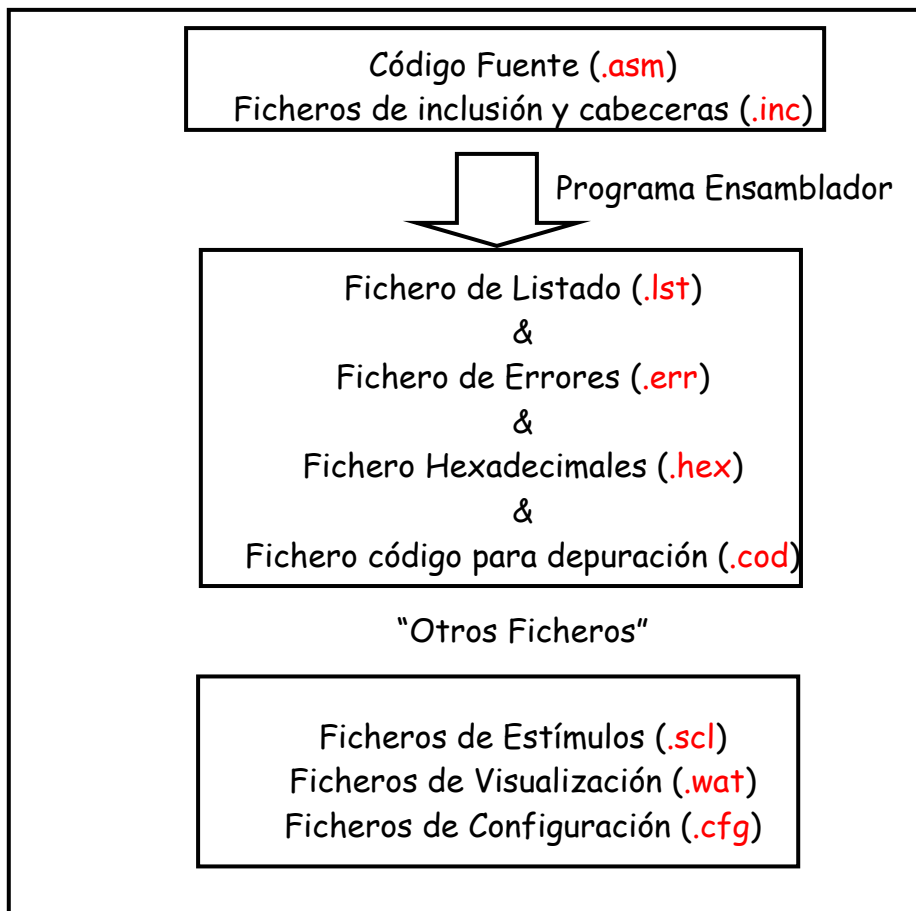 Código Fuente (.asm)
Ficheros de inclusión y cabeceras (.inc)
Programa Ensamblador
Fichero de Listado (.lst)
&
Fichero de Errores (.err)
&
Fichero Hexadecimales (.hex)
&
Fichero código para depuración (.cod)
“Otros Ficheros”
Ficheros de Estímulos (.scl)
Ficheros de Visualización (.wat)
Ficheros de Configuración (.cfg)